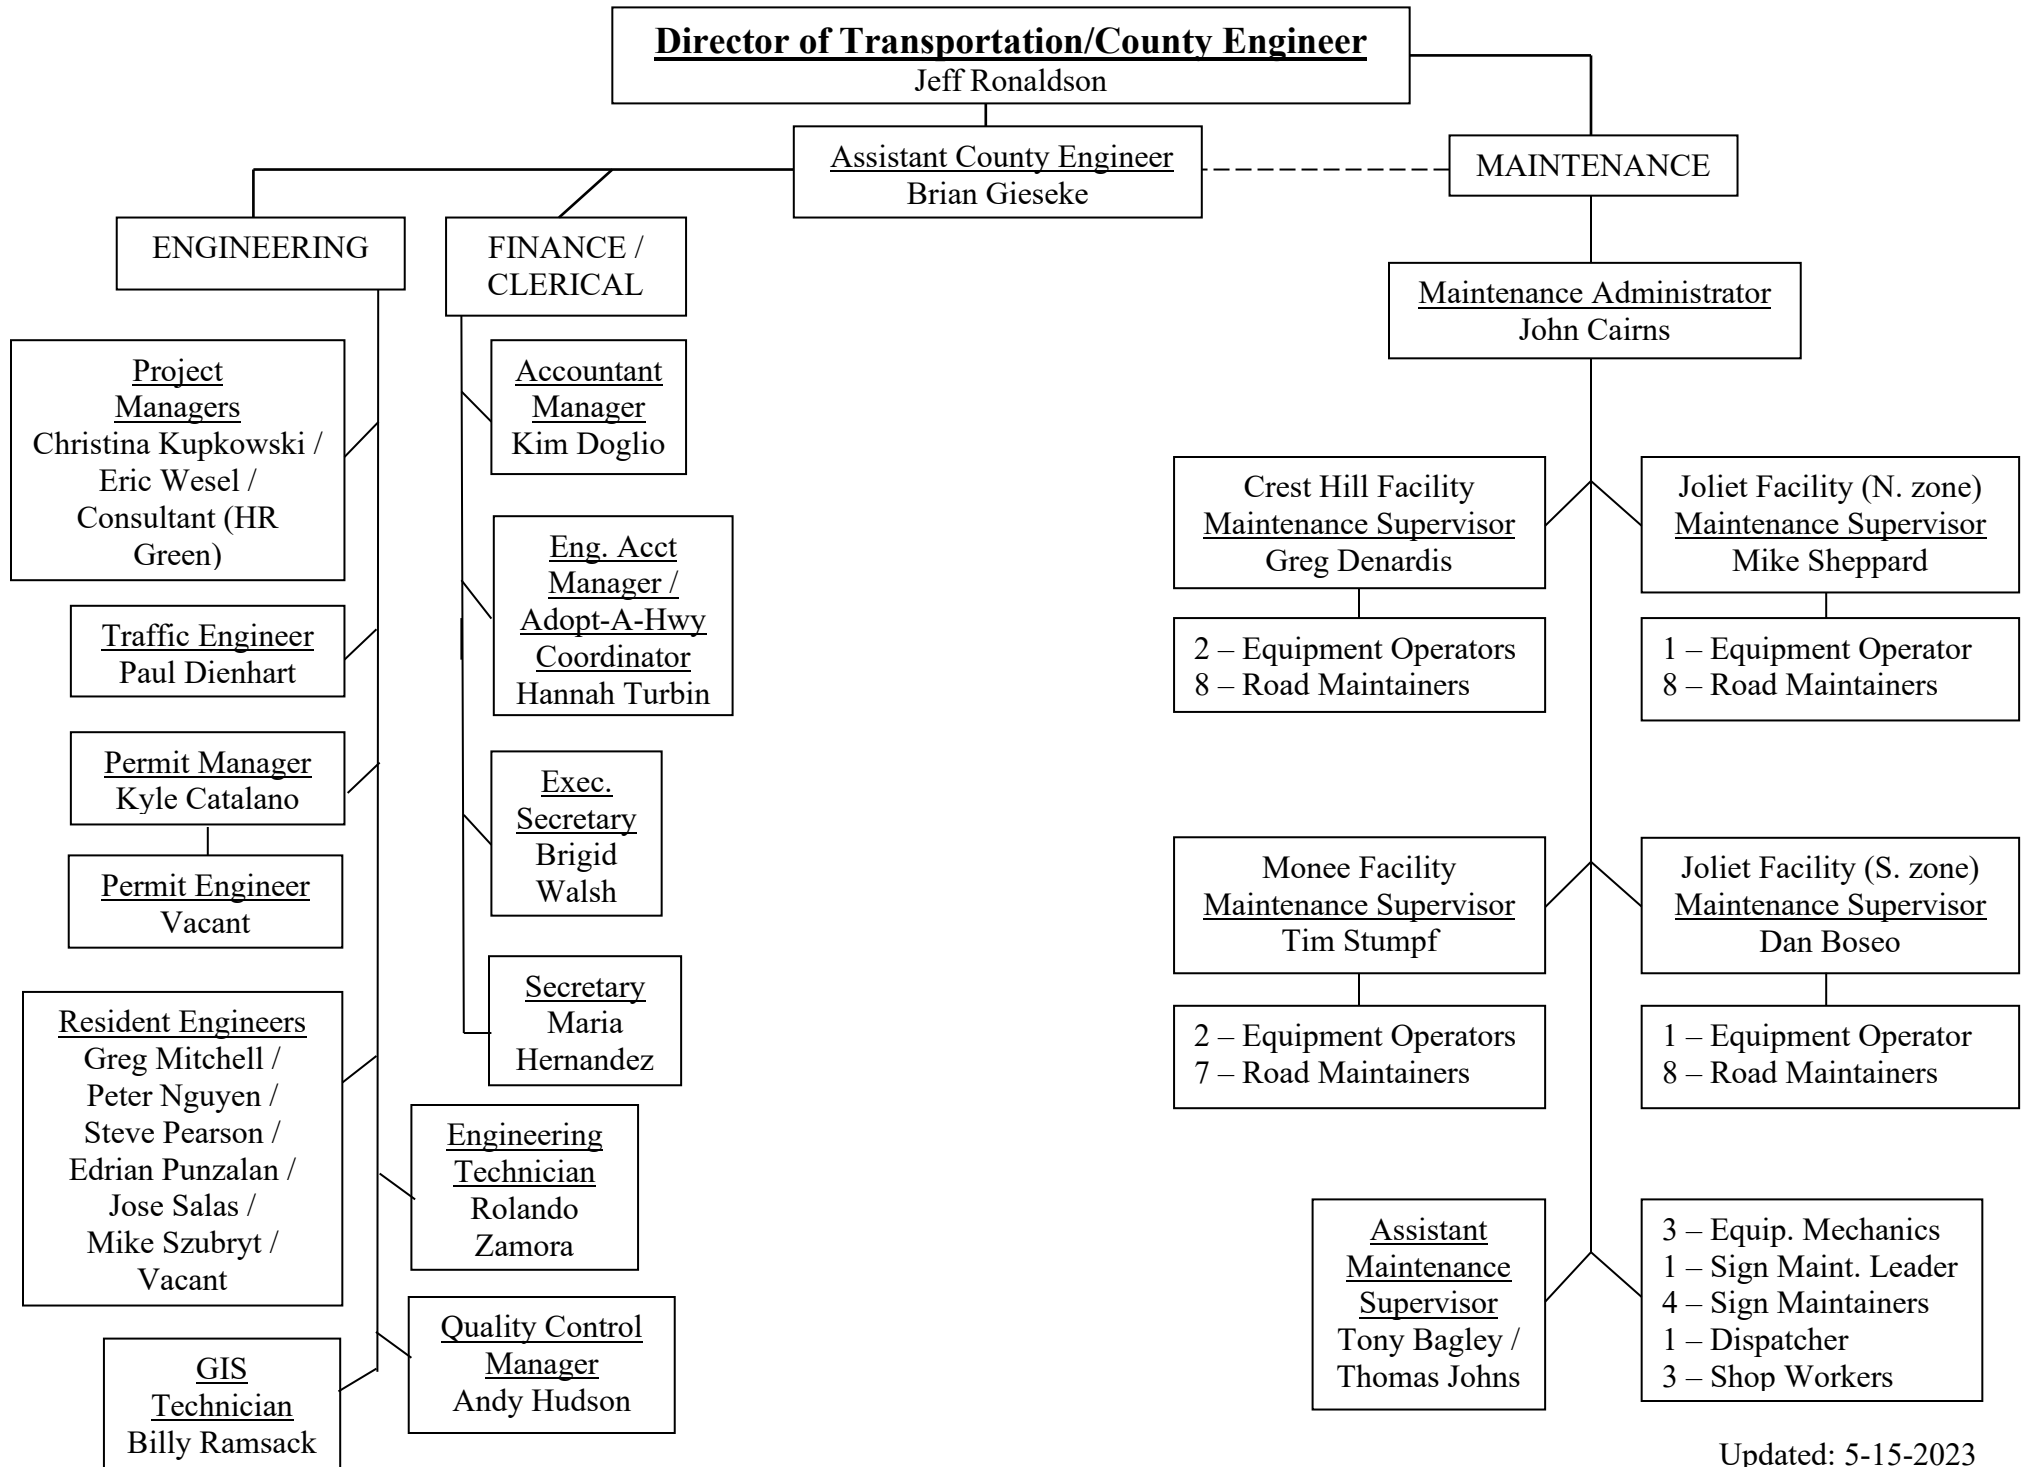 Director of Transportation/County Engineer
Jeff Ronaldson
Assistant County Engineer
Brian Gieseke
MAINTENANCE
ENGINEERING
FINANCE /
CLERICAL
Maintenance Administrator
John Cairns
Project
Managers
Christina Kupkowski /
Eric Wesel /
Consultant (HR
Green)
Traffic Engineer
Paul Dienhart
Permit Manager
Kyle Catalano
Permit Engineer
Vacant
Resident Engineers
Greg Mitchell /
Peter Nguyen /
Steve Pearson /
Edrian Punzalan /
Jose Salas /
Mike Szubryt /
Vacant
GIS
Technician
Billy Ramsack
Accountant
Manager
Kim Doglio
Eng. Acct
Manager /
Adopt-A-Hwy
Coordinator
Hannah Turbin
Exec.
Secretary
Brigid
Walsh
Secretary
Maria
Hernandez
Engineering
Technician
Rolando
Zamora
Quality Control
Manager
Andy Hudson
Crest Hill Facility
Maintenance Supervisor
Greg Denardis
2 – Equipment Operators
8 – Road Maintainers
Joliet Facility (N. zone)
Maintenance Supervisor
Mike Sheppard
1 – Equipment Operator
8 – Road Maintainers
Monee Facility
Maintenance Supervisor
Tim Stumpf
2 – Equipment Operators
7 – Road Maintainers
Joliet Facility (S. zone)
Maintenance Supervisor
Dan Boseo
1 – Equipment Operator
8 – Road Maintainers
Assistant
Maintenance
Supervisor
Tony Bagley /
Thomas Johns
3 – Equip. Mechanics
1 – Sign Maint. Leader
4 – Sign Maintainers
1 – Dispatcher
3 – Shop Workers
Updated: 5-15-2023